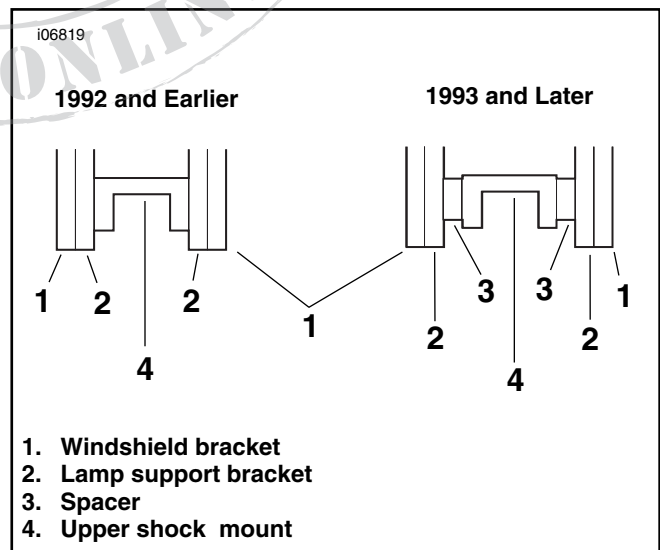 ONLINE
i06819
1992 and Earlier
1993 and Later
1 2 2 1 2 3 3 2 1
4 4
1. Windshield bracket
2. Lamp support bracket
3. Spacer
4. Upper shock mount